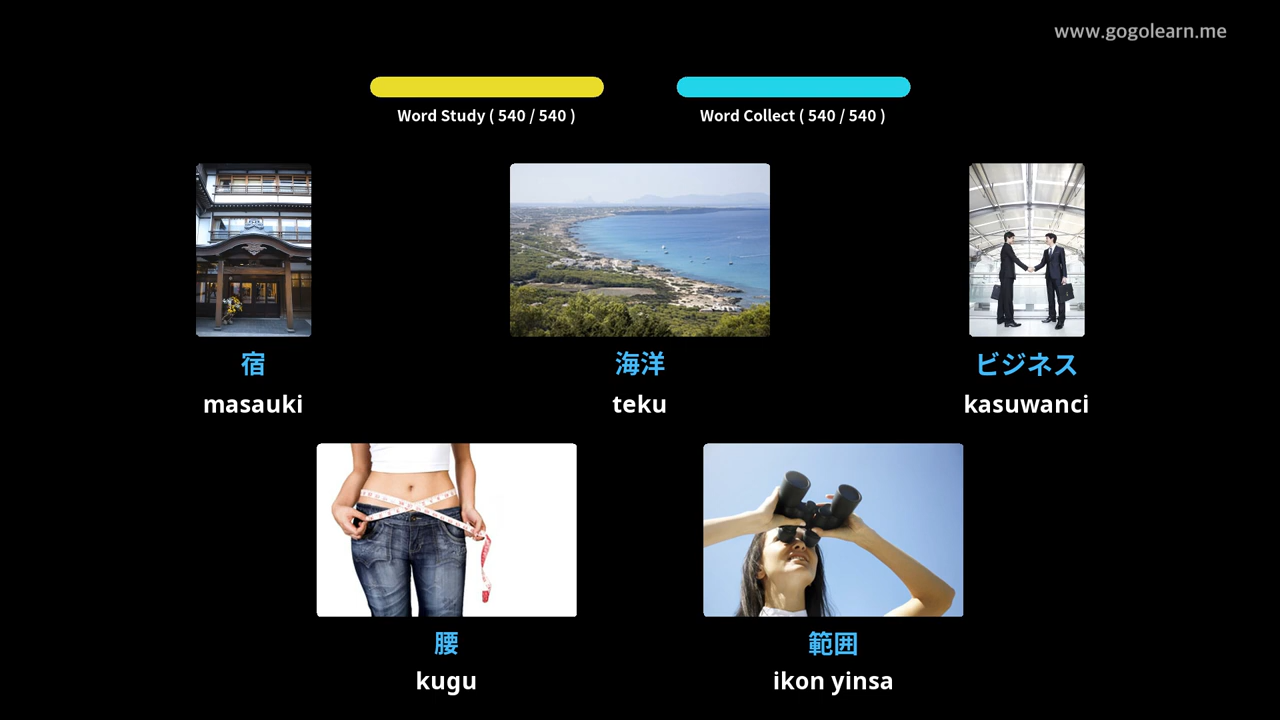 www.gogolearn.me
Word Study ( 540 / 540 )
Word Collect ( 540 / 540 )
宿
masauki
海洋
teku
ビジネス
kasuwanci
腰
kugu
範囲
ikon yinsa